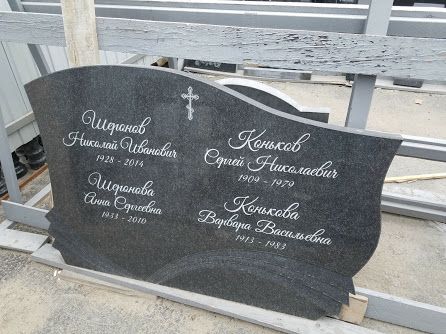 Шеронов
Николай Иванович
1928 - 2014
Шеронова
Анна Сергеевна
1933 - 2010
Коньков
Сергей Николаевич
1909 - 1979
Конькова
Варвара Васильевна
1913 - 1983